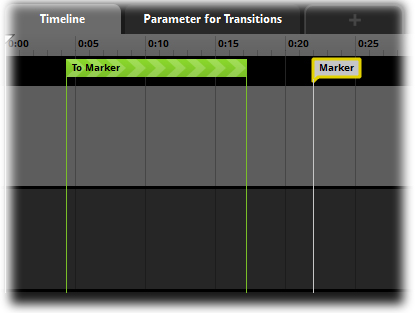 Timeline
Parameter for Transitions
+
0:00 0:05 0:10 0:15 0:20 0:25
To Marker
Marker